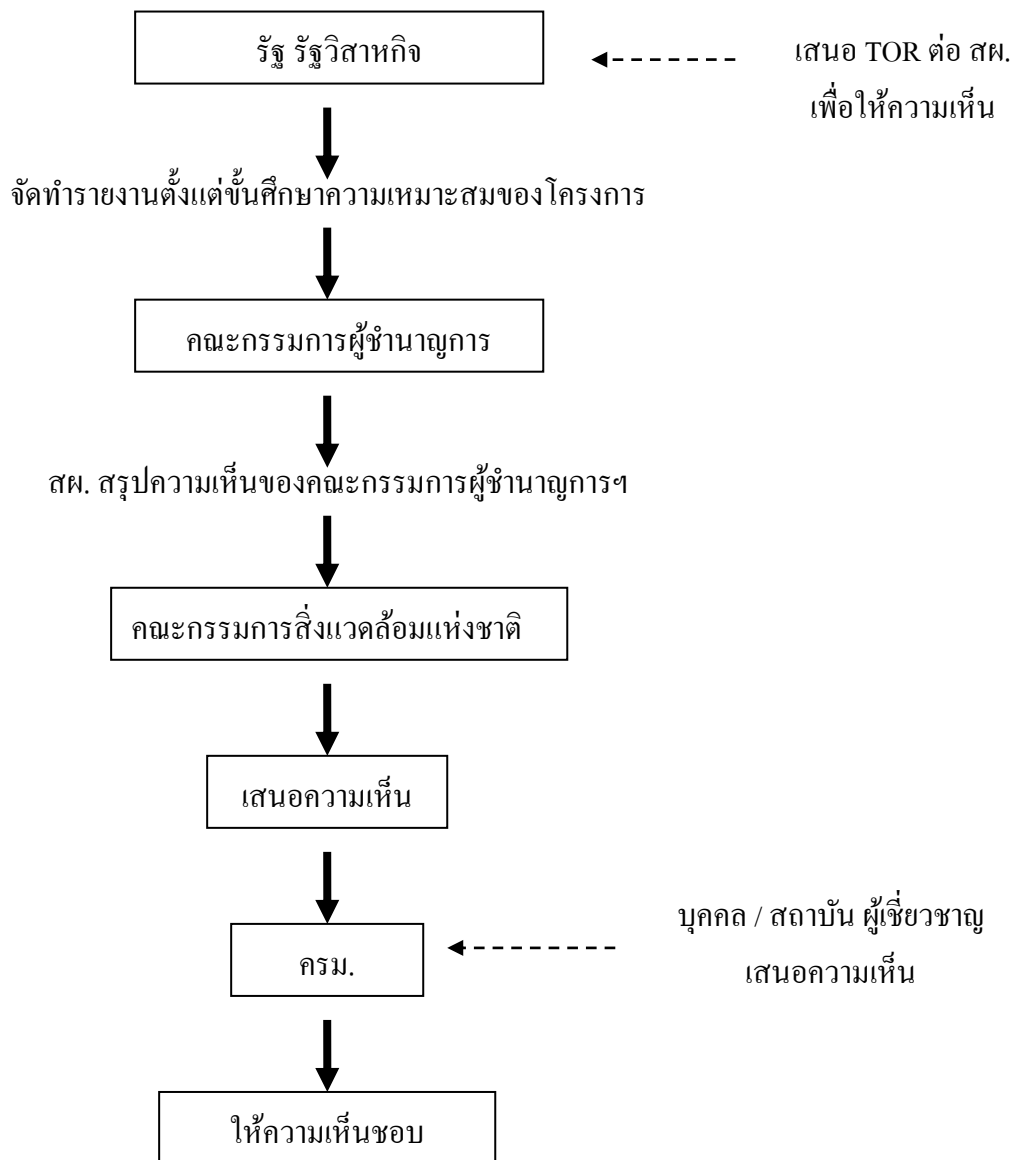 รัฐ รัฐวิสาหกิจ
เสนอ TOR ต่อ สผ.
เพื่อให้ความเห็น
จัดทำรายงานตั้งแต่ขั้นศึกษาความเหมาะสมของโครงการ
คณะกรรมการผู้ชำนาญการ
สผ. สรุปความเห็นของคณะกรรมการผู้ชำนาญการฯ
คณะกรรมการสิ่งแวดล้อมแห่งชาติ
เสนอความเห็น
บุคคล / สถาบัน ผู้เชี่ยวชาญ
เสนอความเห็น
ครม.
ให้ความเห็นชอบ